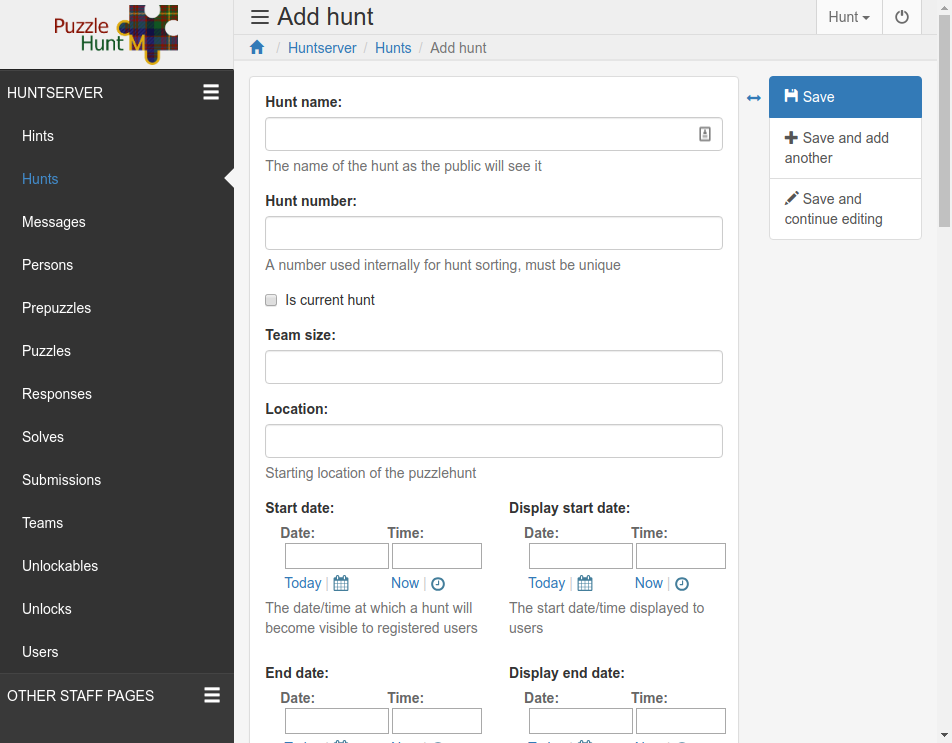 Puzzle
Hunt M
Add hunt
Hunt
Huntserver / Hunts / Add hunt
HUNTSERVER
Hints
Hunts
Messages
Persons
Prepuzzles
Puzzles
Responses
Solves
Submissions
Teams
Unlockables
Unlocks
Users
OTHER STAFF PAGES
Hunt name:
The name of the hunt as the public will see it
Hunt number:
A number used internally for hunt sorting, must be unique
Is current hunt
Team size:
Location:
Starting location of the puzzlehunt
Start date:
Date: Time:
Today | Now |
The date/time at which a hunt will
become visible to registered users
Display start date:
Date: Time:
Today | Now |
The start date/time displayed to
users
End date:
Date: Time:
Display end date:
Date: Time:
Save
Save and add
another
Save and
continue editing